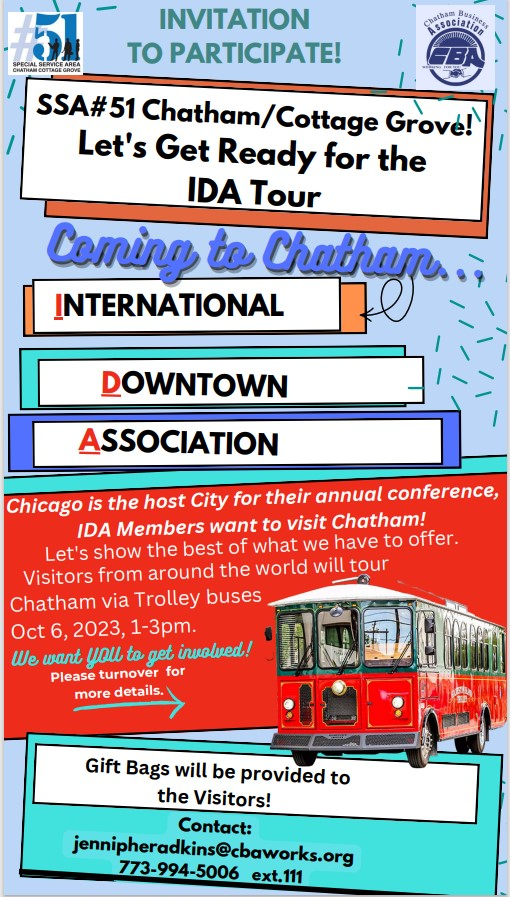 INVITATION
TO PARTICIPATE!
#51
SPECIAL SERVICE AREA
CHATHAM COTTAGE GROVE
Chatham Business
Association
CBA
SSA#51 Chatham/Cottage Grove!
Let's Get Ready for the
IDA Tour
Coming to Chatham...
INTERNATIONAL
DOWNTOWN
ASSOCIATION
Chicago is the host City for their annual conference,
IDA Members want to visit Chatham!
Let's show the best of what we have to offer.
Visitors from around the world will tour
Chatham via Trolley buses
Oct 6, 2023, 1-3pm.
We want YOU to get involved!
Please turnover for
more details.
Gift Bags will be provided to
the Visitors!
Contact:
jennipheradkins@cbaworks.org
773-994-5006 ext.111